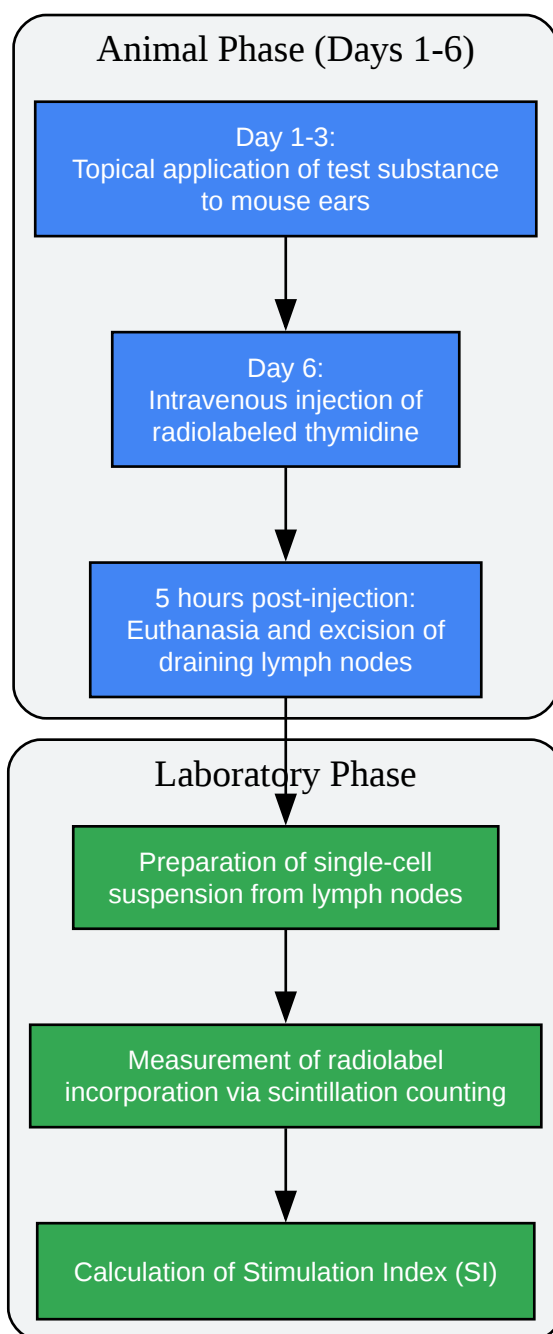 Animal Phase (Days 1-6)
Day 1-3:
Topical application of test substance
to mouse ears
Day 6:
Intravenous injection of
radiolabeled thymidine
5 hours post-injection:
Euthanasia and excision of
draining lymph nodes
Laboratory Phase
Preparation of single-cell
suspension from lymph nodes
Measurement of radiolabel
incorporation via scintillation counting
Calculation of Stimulation Index (SI)